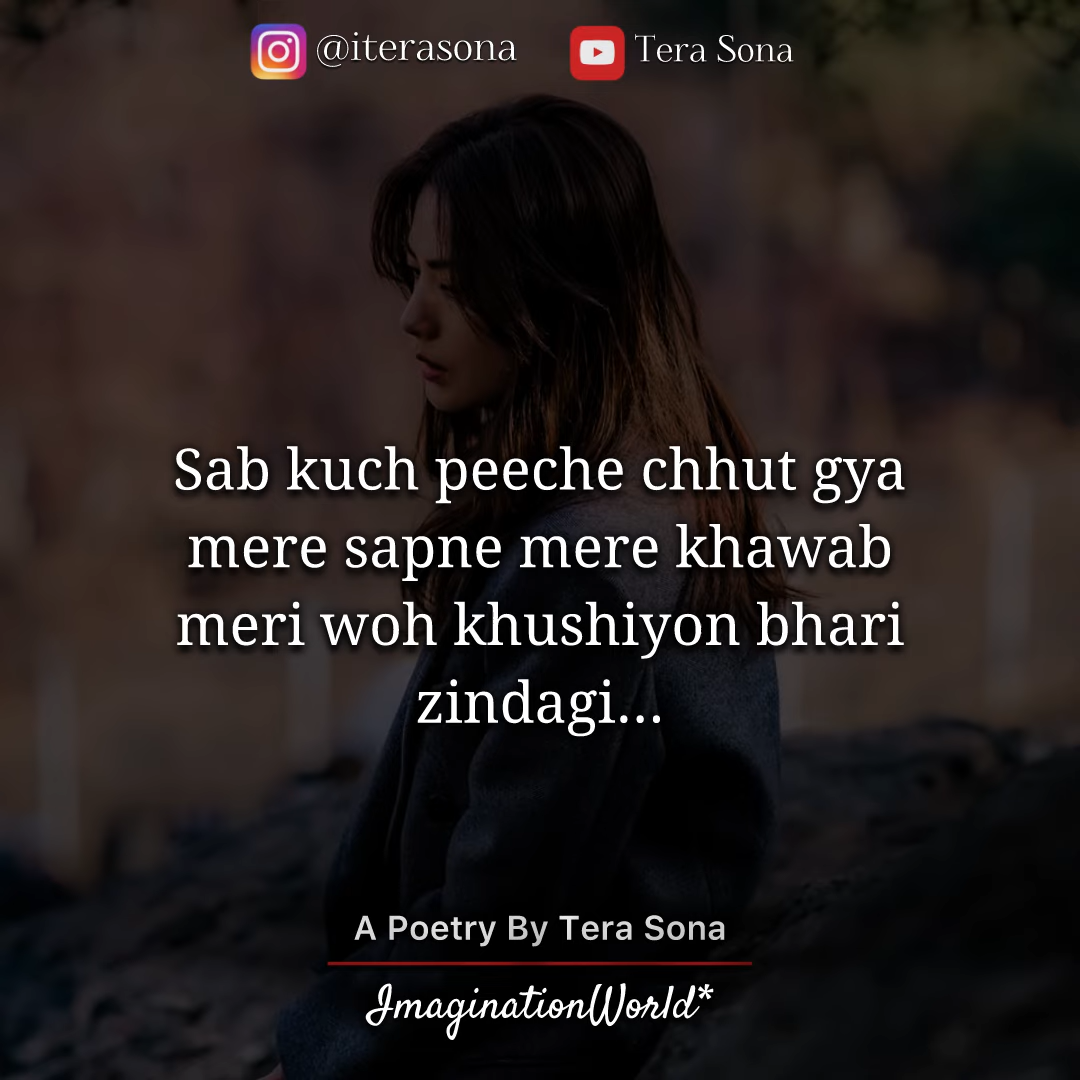 @iterasona Tera Sona
Sab kuch peeche chhut gya
mere sapne mere khawab
meri woh khushiyon bhari
zindagi...
A Poetry By Tera Sona
ImaginationWorld*